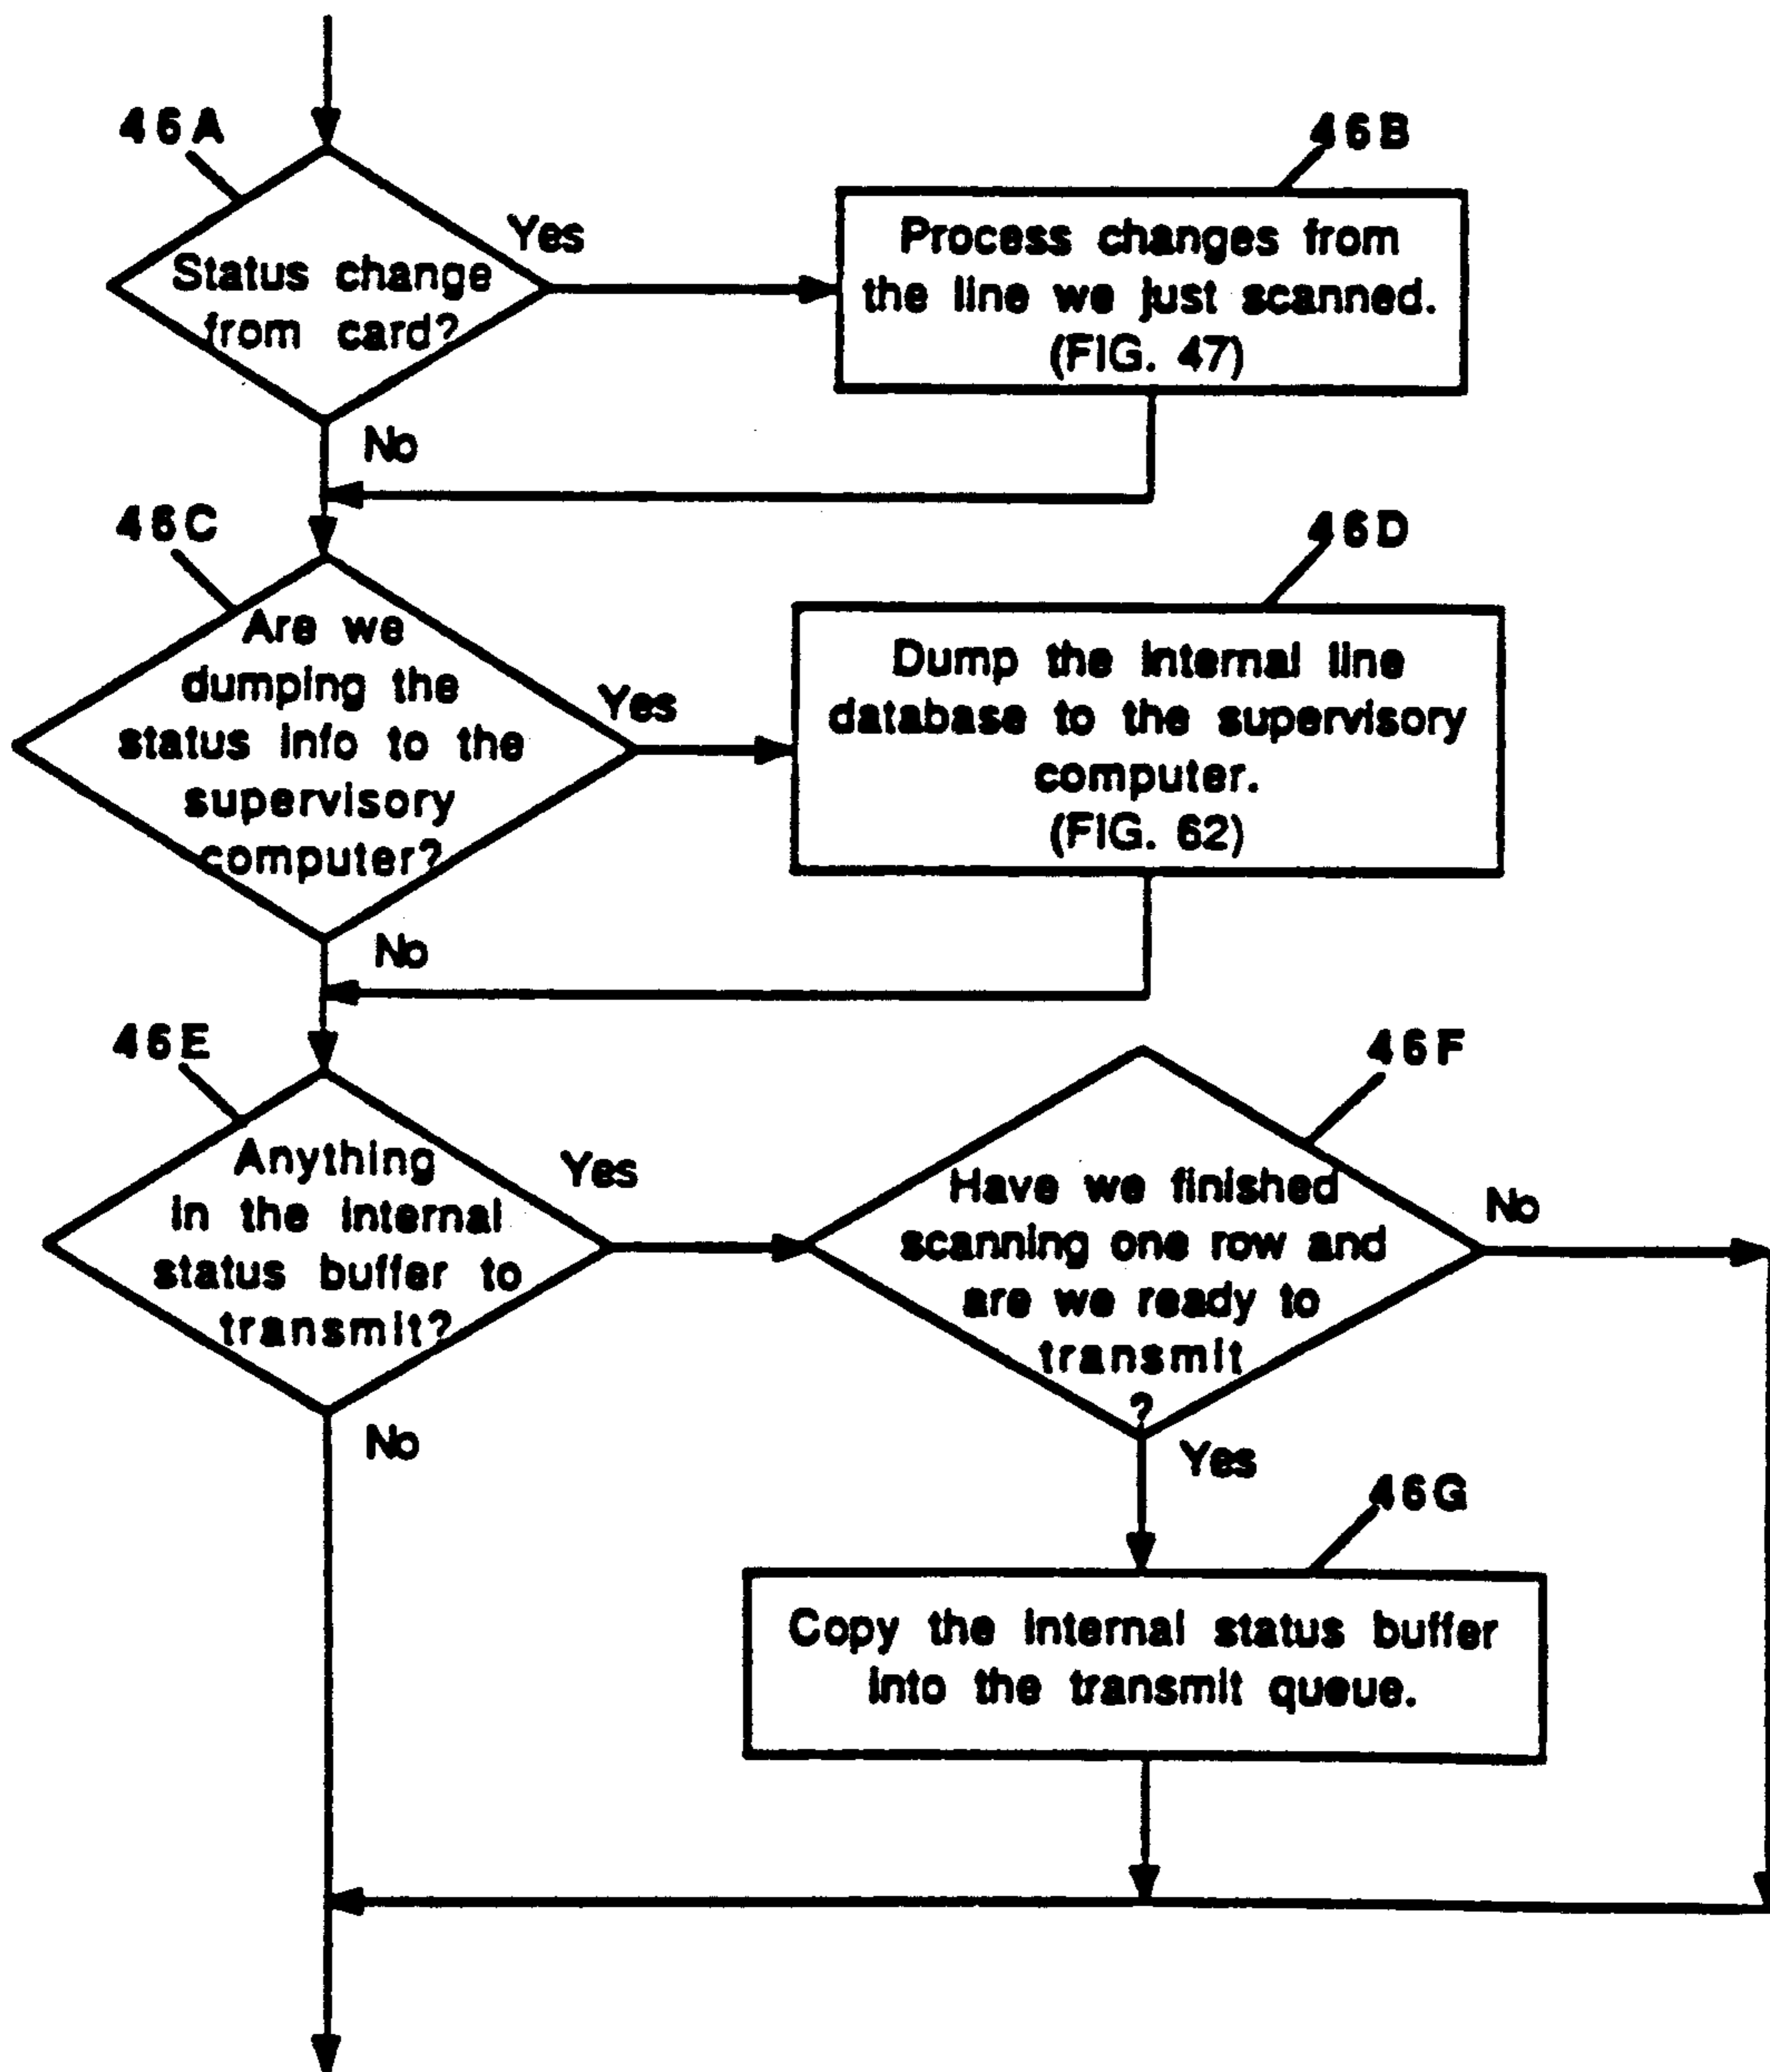 46A
Status change
from card?
Yes
No
46B
Process changes from
the line we just scanned.
(FIG. 47)
46C
Are we
dumping the
status info to the
supervisory
computer?
Yes
No
46D
Dump the internal line
database to the supervisory
computer.
(FIG. 62)
46E
Anything
in the internal
status buffer to
transmit?
Yes
No
46F
Have we finished
scanning one row and
are we ready to
transmit
?
No
Yes
46G
Copy the internal status buffer
into the transmit queue.